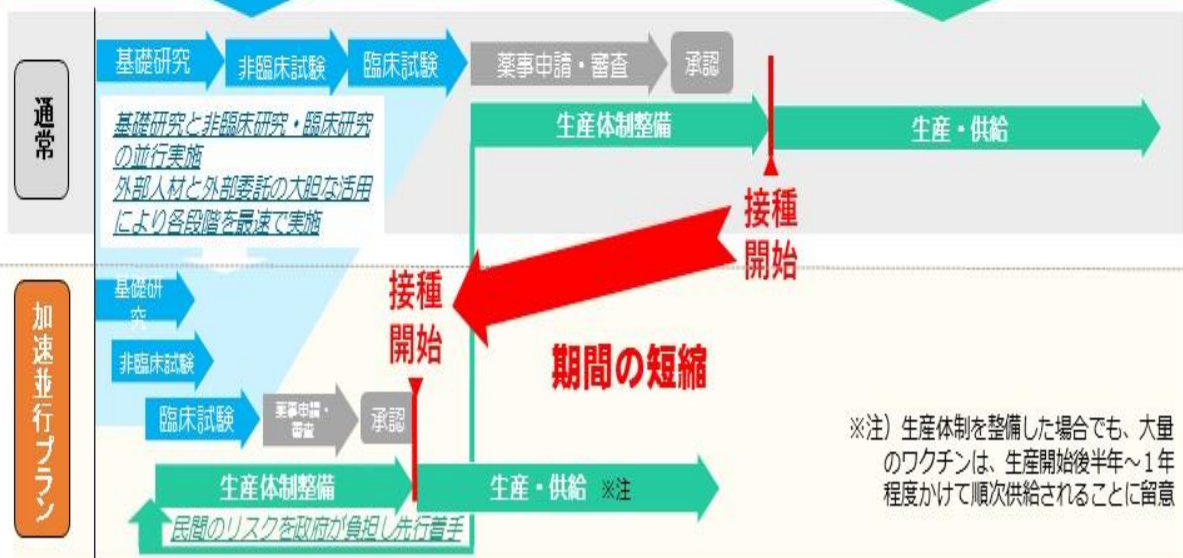 通常
基礎研究
非臨床試験
臨床試験
薬事申請・審査
承認
基礎研究と非臨床研究・臨床研究
の並行実施
外部人材と外部委託の大胆な活用
により各段階を最速で実施
生産体制整備
生産・供給
接種
開始
加速並行プラン
基礎研
究
非臨床試験
臨床試験
薬事申請・
審査
承認
接種
開始
期間の短縮
生産体制整備
生産・供給 ※注
民間のリスクを政府が負担し先行着手
※注）生産体制を整備した場合でも、大量
のワクチンは、生産開始後半年～１年
程度かけて順次供給されることに留意